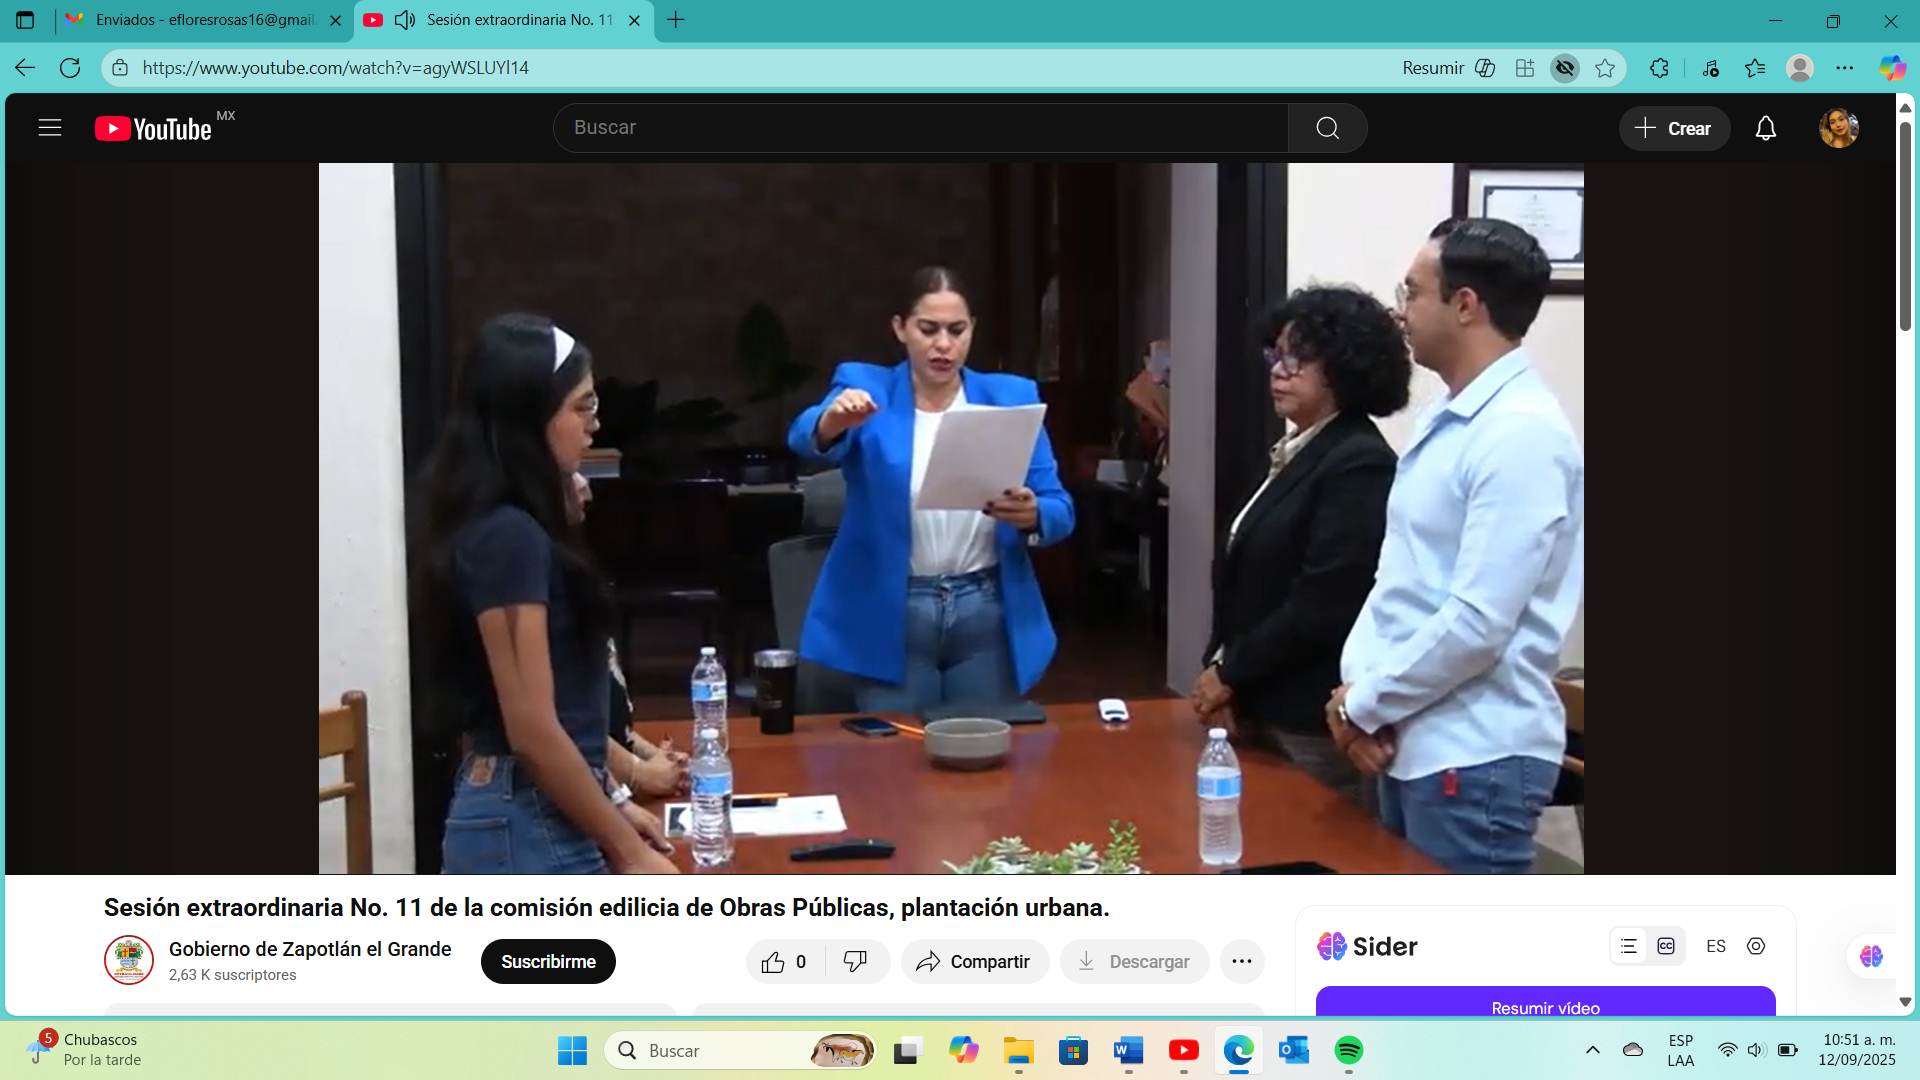 Enviados - efloresrosas16@gmail.
Sesión extraordinaria No. 11
https://www.youtube.com/watch?v=agyWSLUYl14
Resumir
YouTube MX
Buscar
Crear
Sesión extraordinaria No. 11 de la comisión edilicia de Obras Públicas, plantación urbana.
Gobierno de Zapotlán el Grande
2,63 K suscriptores
Suscribirme
0
Compartir
Descargar
Sider
CC
ES
Resumir vídeo
5
Chubascos
Por la tarde
Buscar
ESP
LAA
10:51 a. m.
12/09/2025